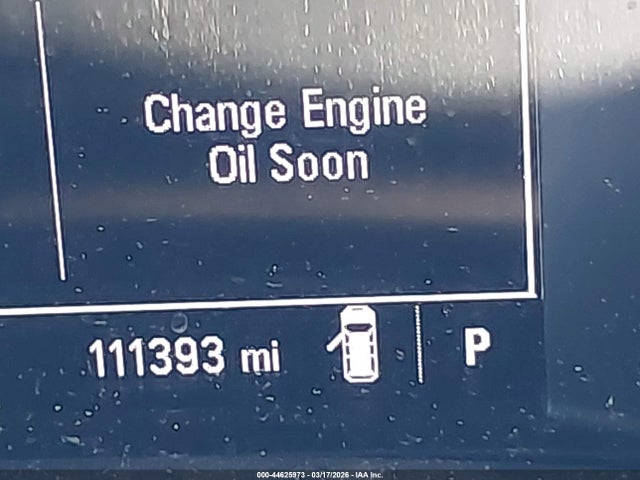 Change Engine
Oil Soon
111393 mi
P
000-44625973 - 03/17/2026 - IAA Inc.